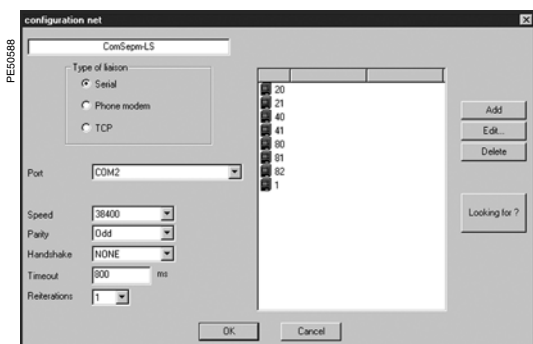 configuration net
PE50588
ComSepm-LS
Type of liaison
Serial
Phone modem
TCP
Port
COM2
Speed
38400
Parity
Odd
Handshake
NONE
Timeout
800
ms
Reiterations
1
20
21
40
41
80
81
82
1
Add
Edit...
Delete
Looking for ?
OK
Cancel